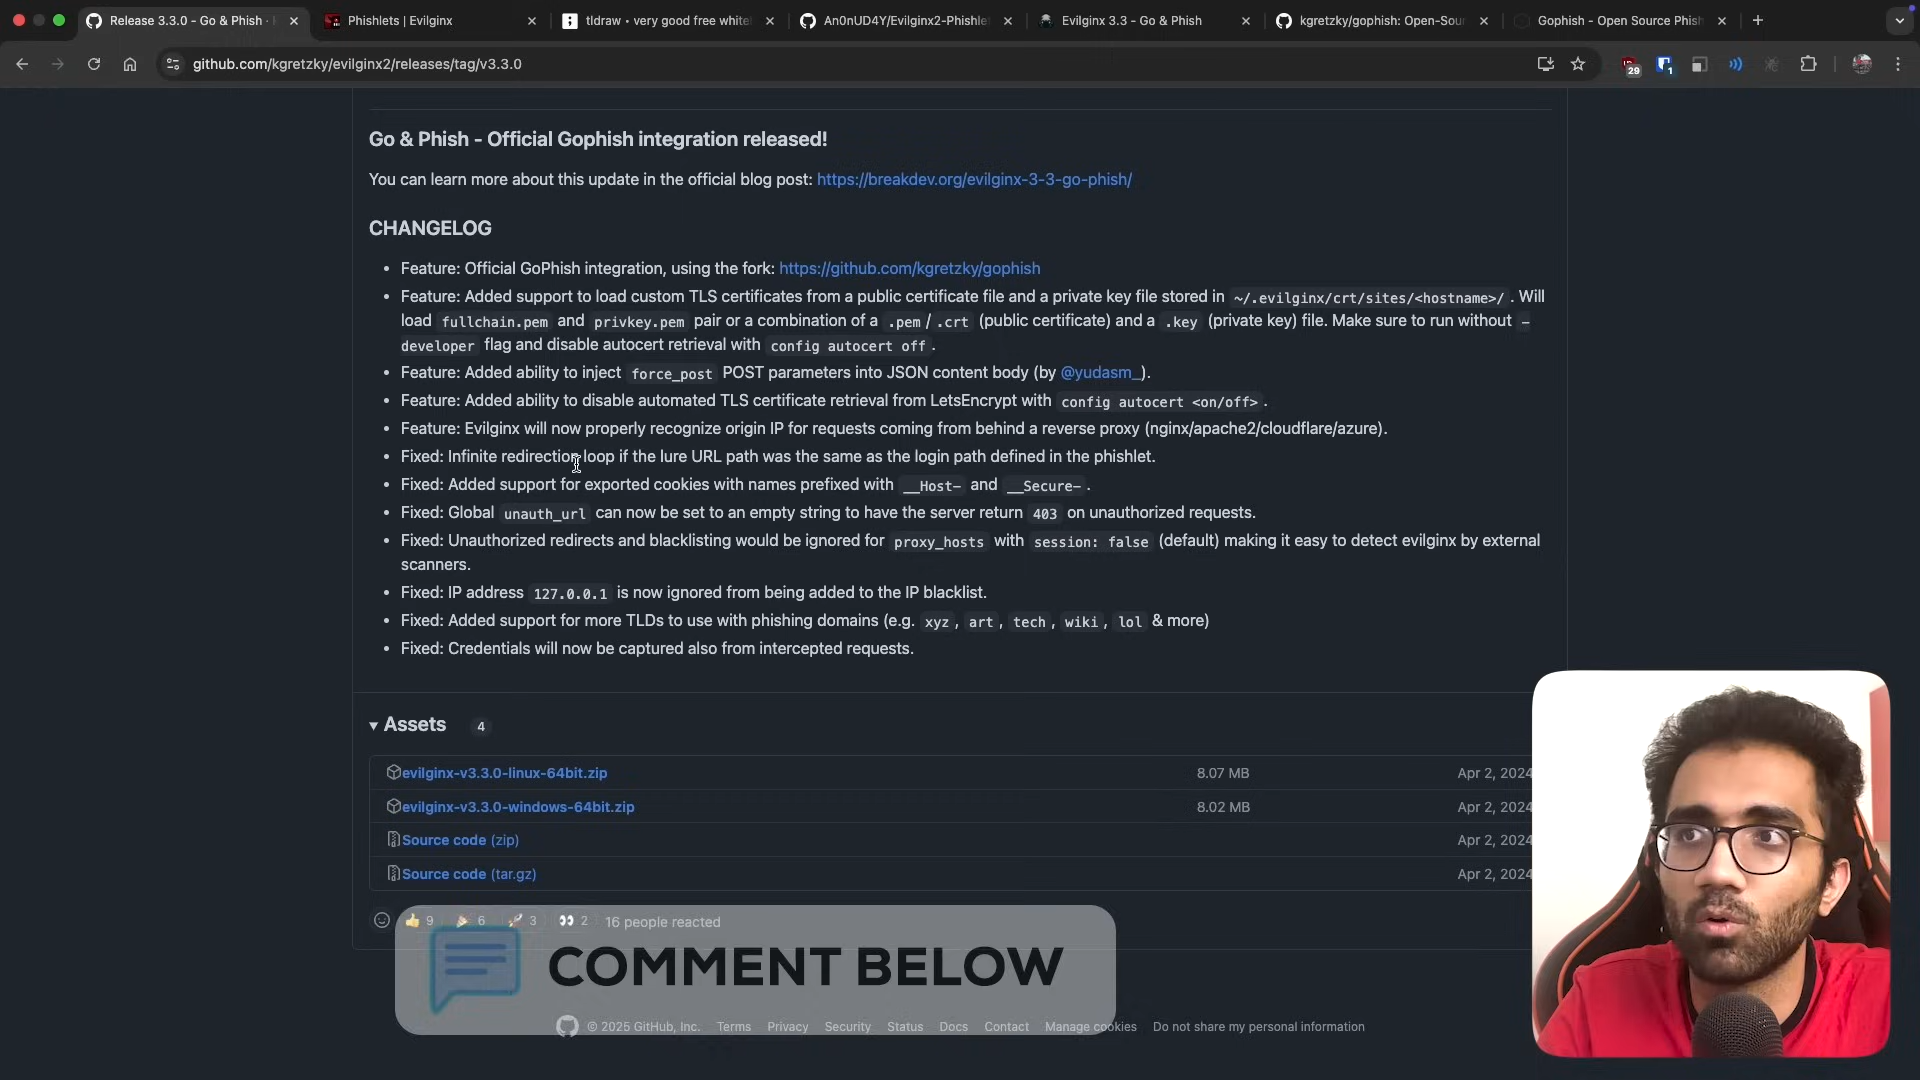 Release 3.3.0 - Go & Phish ·
Phishlets | Evilginx
tldraw • very good free white
An0nUD4Y/Evilginx2-Phishle
Evilginx 3.3 - Go & Phish
kgretzky/gophish: Open-Sour
Gophish - Open Source Phish
github.com/kgretzky/evilginx2/releases/tag/v3.3.0
29
1
Go & Phish - Official Gophish integration released!
You can learn more about this update in the official blog post: https://breakdev.org/evilginx-3-3-go-phish/
CHANGELOG
• Feature: Official GoPhish integration, using the fork: https://github.com/kgretzky/gophish
• Feature: Added support to load custom TLS certificates from a public certificate file and a private key file stored in ~/.evilginx/crt/sites/<hostname>/ . Will
load fullchain.pem and privkey.pem pair or a combination of a .pem / .crt (public certificate) and a .key (private key) file. Make sure to run without -
developer flag and disable autocert retrieval with config autocert off .
• Feature: Added ability to inject force_post POST parameters into JSON content body (by @yudasm_).
• Feature: Added ability to disable automated TLS certificate retrieval from LetsEncrypt with config autocert <on/off> .
• Feature: Evilginx will now properly recognize origin IP for requests coming from behind a reverse proxy (nginx/apache2/cloudflare/azure).
• Fixed: Infinite redirection loop if the lure URL path was the same as the login path defined in the phishlet.
• Fixed: Added support for exported cookies with names prefixed with __Host- and __Secure- .
• Fixed: Global unauth_url can now be set to an empty string to have the server return 403 on unauthorized requests.
• Fixed: Unauthorized redirects and blacklisting would be ignored for proxy_hosts with session: false (default) making it easy to detect evilginx by external
scanners.
• Fixed: IP address 127.0.0.1 is now ignored from being added to the IP blacklist.
• Fixed: Added support for more TLDs to use with phishing domains (e.g. xyz , art , tech , wiki , lol & more)
• Fixed: Credentials will now be captured also from intercepted requests.
Assets 4
evilginx-v3.3.0-linux-64bit.zip 8.07 MB Apr 2, 2024
evilginx-v3.3.0-windows-64bit.zip 8.02 MB Apr 2, 2024
Source code (zip) Apr 2, 2024
Source code (tar.gz) Apr 2, 2024
9 6 3 2 16 people reacted
COMMENT BELOW
© 2025 GitHub, Inc. Terms Privacy Security Status Docs Contact Manage cookies Do not share my personal information